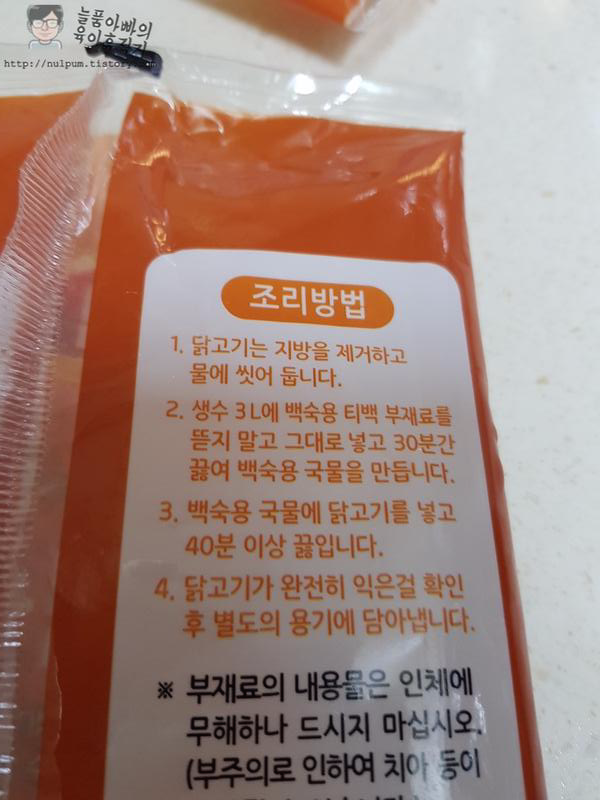 늘품아빠의
육아휴직기
http://nulpum.tistory.com
조리방법
1. 닭고기는 지방을 제거하고
물에 씻어 둡니다.
2. 생수 3L에 백숙용 티백 부재료를
뜯지 말고 그대로 넣고 30분간
끓여 백숙용 국물을 만듭니다.
3. 백숙용 국물에 닭고기를 넣고
40분 이상 끓입니다.
4. 닭고기가 완전히 익은걸 확인
후 별도의 용기에 담아냅니다.
※ 부재료의 내용물은 인체에
무해하나 드시지 마십시오.
(부주의로 인하여 치아 등이